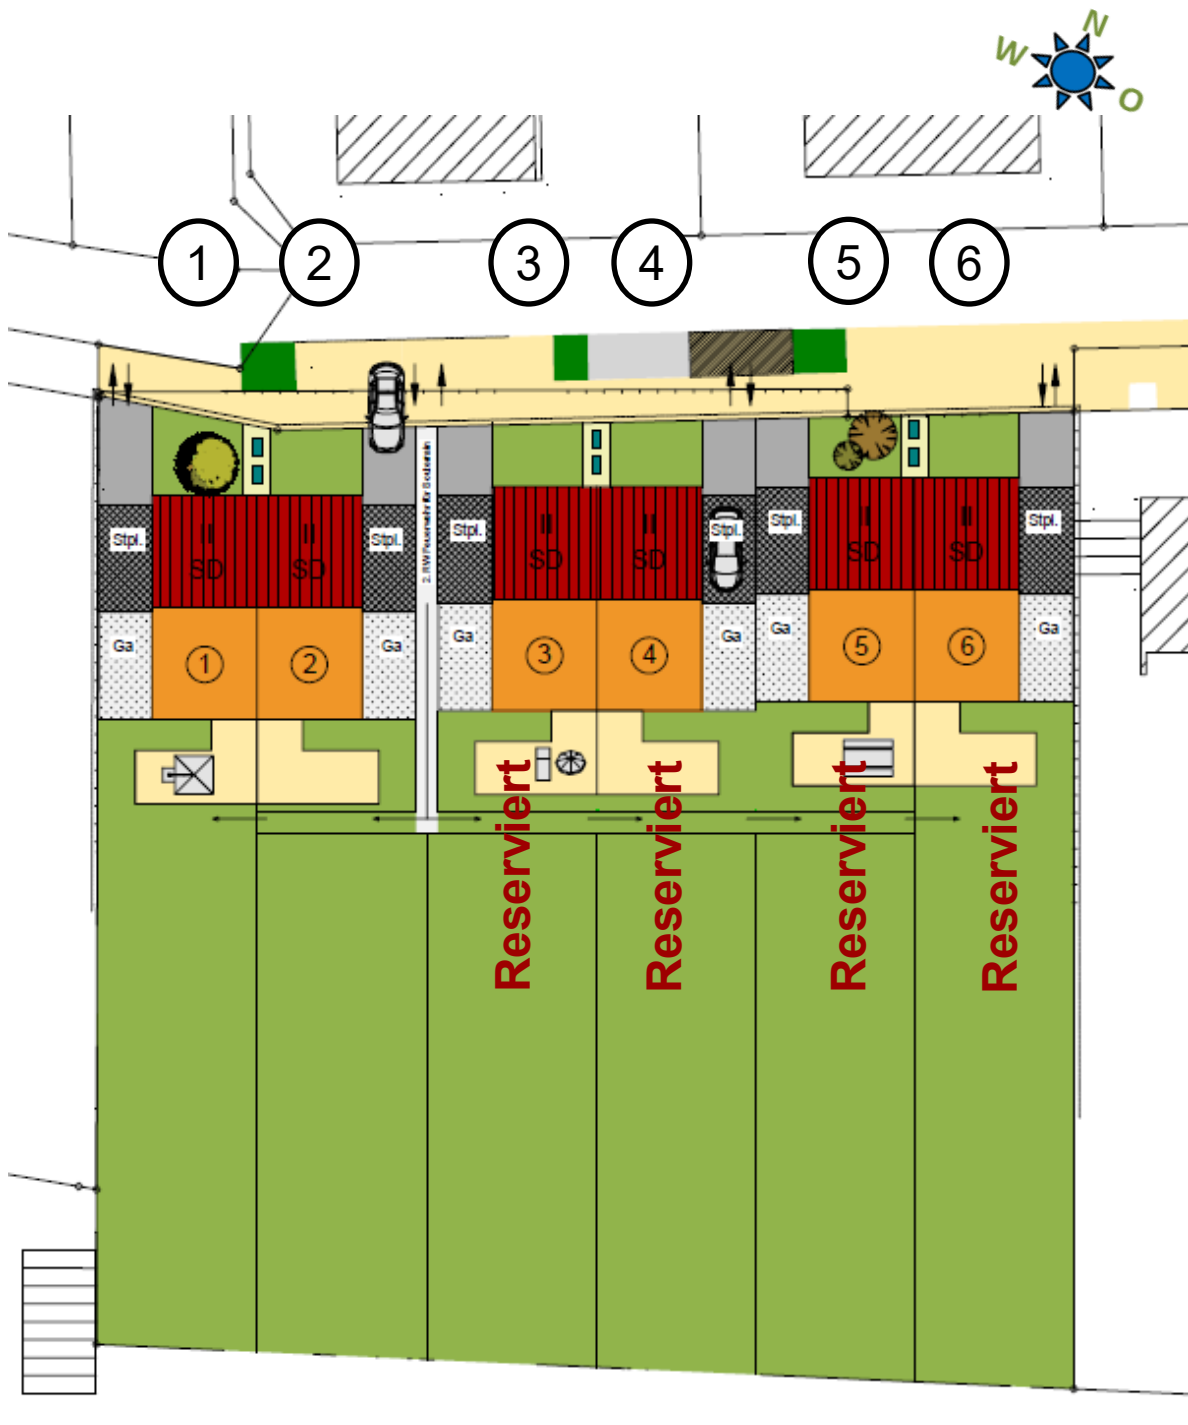 N
W
O
1 2 3 4 5 6
Stpl. II II Stpl. Stpl. II II Stpl. Stpl. II II Stpl.
SD SD SD SD SD SD
Ga Ga Ga Ga Ga Ga
1 2 3 4 5 6
Reserviert Reserviert Reserviert Reserviert